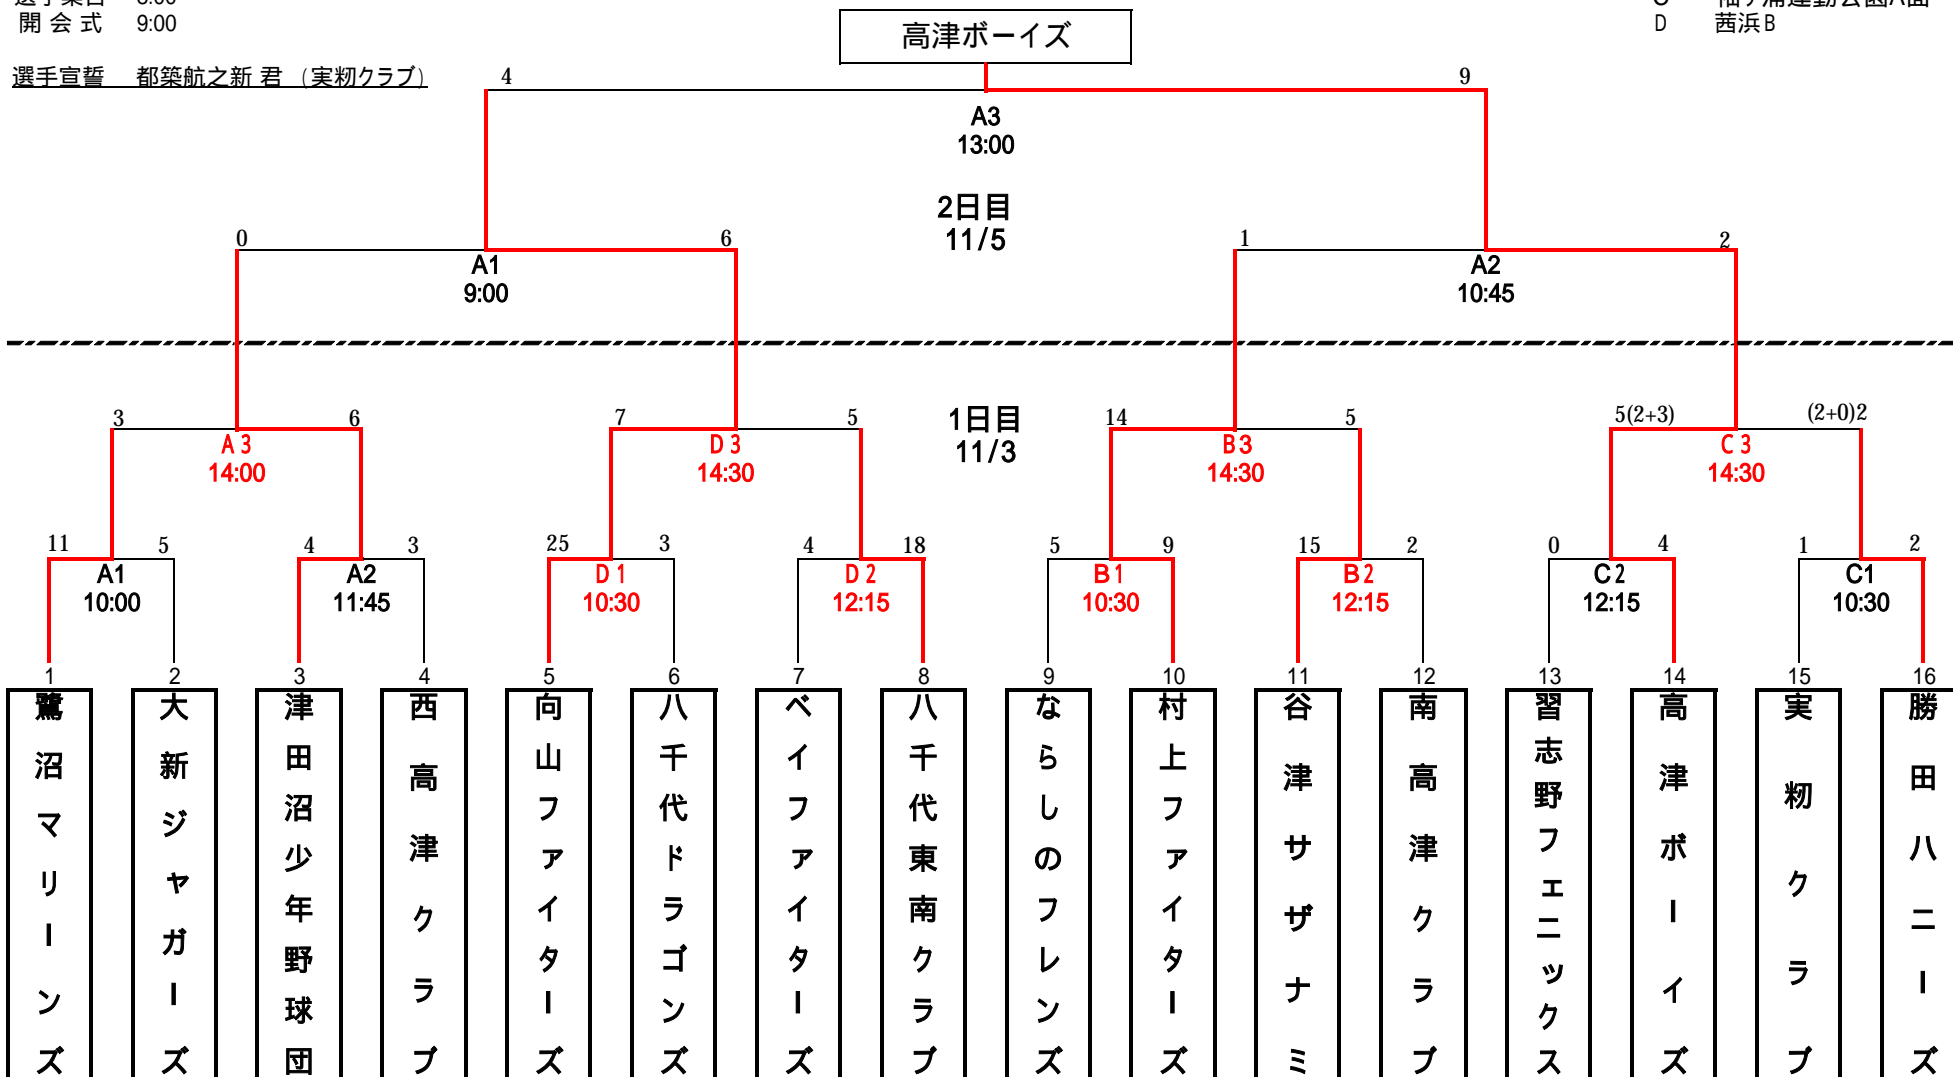 開会式 9:00
D 茜浜B
選手宣誓 都築航之新 君 (実籾クラブ)
高津ボーイズ
4 9
A3
13:00
2日目
11/5
0 6 1 2
A1 A2
9:00 10:45
1日目
11/3
3 6 7 5 14 5 5(2+3) (2+0)2
A3 D3 B3 C3
14:00 14:30 14:30 14:30
11 5 4 3 25 3 4 18 5 9 15 2 0 4 1 2
A1 A2 D1 D2 B1 B2 C2 C1
10:00 11:45 10:30 12:15 10:30 12:15 12:15 10:30
1 2 3 4 5 6 7 8 9 10 11 12 13 14 15 16
鷺沼マリーンズ
大新ジャガーズ
津田沼少年野球団
西高津クラブ
向山ファイターズ
八千代ドラゴンズ
ベイファイターズ
八千代東南クラブ
ならしのフレンズ
村上ファイターズ
谷津サザナミ
南高津クラブ
習志野フェニックス
高津ボーイズ
実籾クラブ
勝田ハニーズ